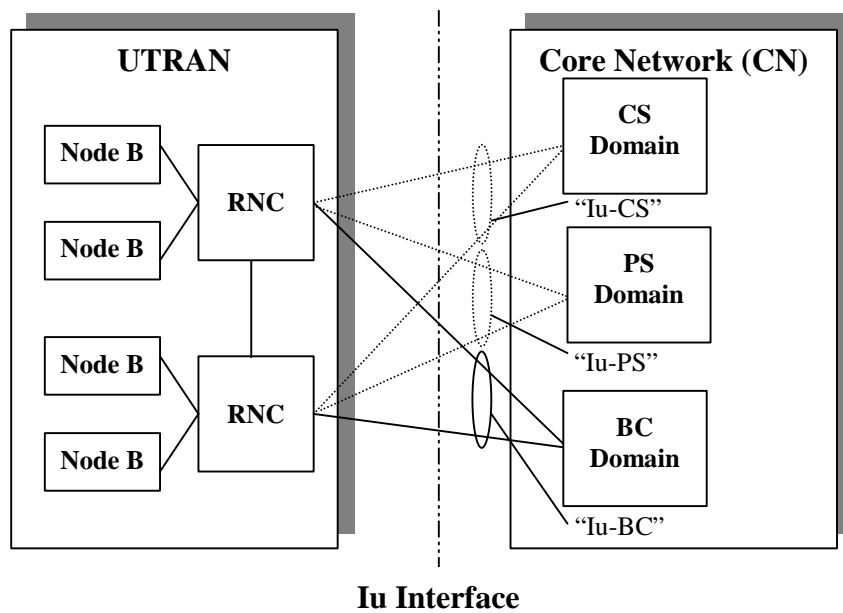 UTRAN
Node B
Node B
RNC
Node B
Node B
RNC
Core Network (CN)
CS
Domain
“Iu-CS”
PS
Domain
“Iu-PS”
BC
Domain
“Iu-BC”
Iu Interface